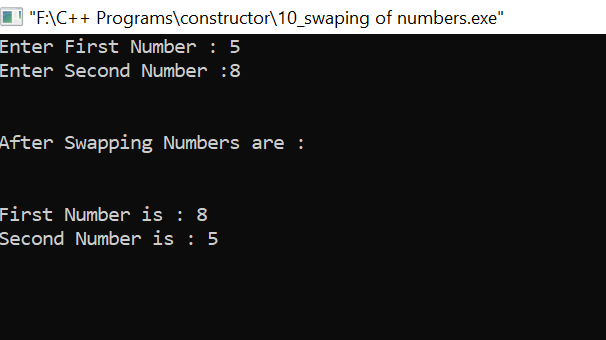 "F:\C++ Programs\constructor\10_swaping of numbers.exe"
Enter First Number : 5
Enter Second Number :8
After Swapping Numbers are :
First Number is : 8
Second Number is : 5